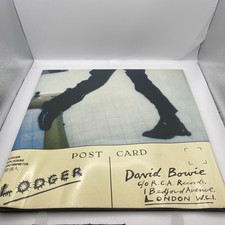 POST CARD
LODGER
David Bowie
c/o R.C.A. Records,
1 Bedford Avenue,
LONDON W.C.1.